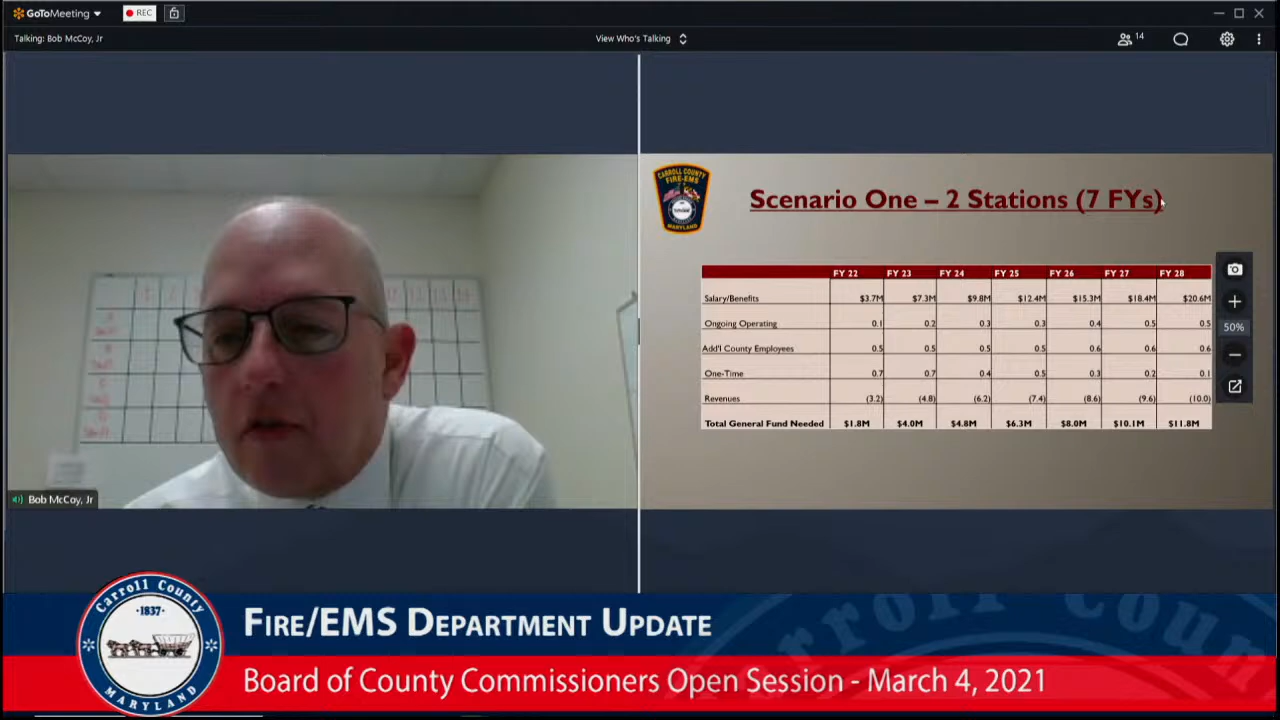 GoToMeeting
REC
Talking: Bob McCoy, Jr
View Who's Talking
14
CARROLL COUNTY
FIRE-EMS
MARYLAND
Scenario One – 2 Stations (7 FYs)
FY 22 FY 23 FY 24 FY 25 FY 26 FY 27 FY 28
Salary/Benefits $3.7M $7.3M $9.8M $12.4M $15.3M $18.4M $20.6M
Ongoing Operating 0.1 0.2 0.3 0.3 0.4 0.5 0.5
Add'l County Employees 0.5 0.5 0.5 0.5 0.6 0.6 0.6
One-Time 0.7 0.7 0.4 0.5 0.3 0.2 0.1
Revenues (3.2) (4.8) (6.2) (7.4) (8.6) (9.6) (10.0)
Total General Fund Needed $1.8M $4.0M $4.8M $6.3M $8.0M $10.1M $11.8M
50%
Bob McCoy, Jr
Carroll County
·1837·
MARYLAND
Fire/EMS Department Update
Board of County Commissioners Open Session - March 4, 2021